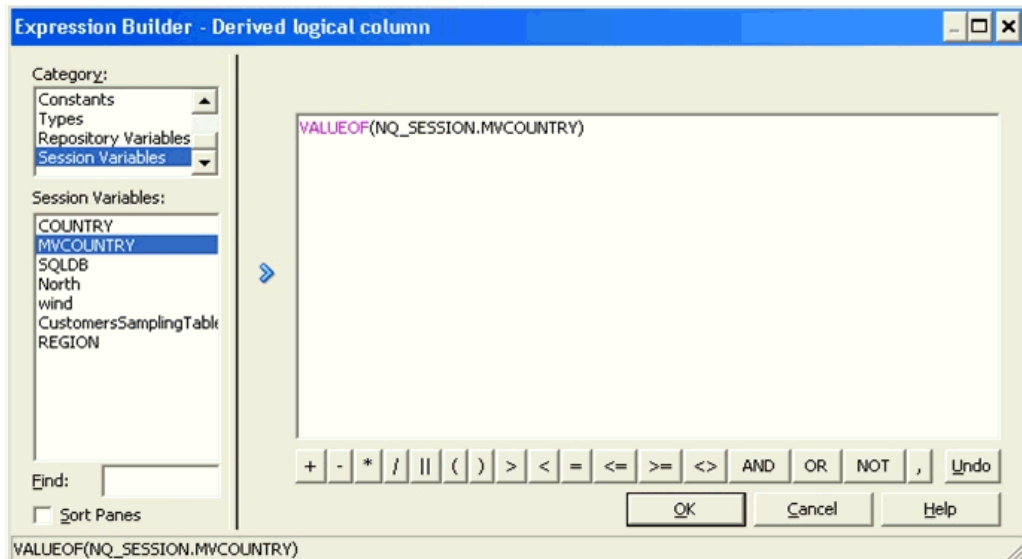 Expression Builder - Derived logical column
Category:
Constants
Types
Repository Variables
Session Variables
Session Variables:
COUNTRY
MVCOUNTRY
SQLDB
North
wind
CustomersSamplingTable
REGION
Find:
Sort Panes
VALUEOF(NQ_SESSION.MVCOUNTRY)
+ - * / || ( ) > < = <= >= <> AND OR NOT , Undo
OK Cancel Help
VALUEOF(NQ_SESSION.MVCOUNTRY)